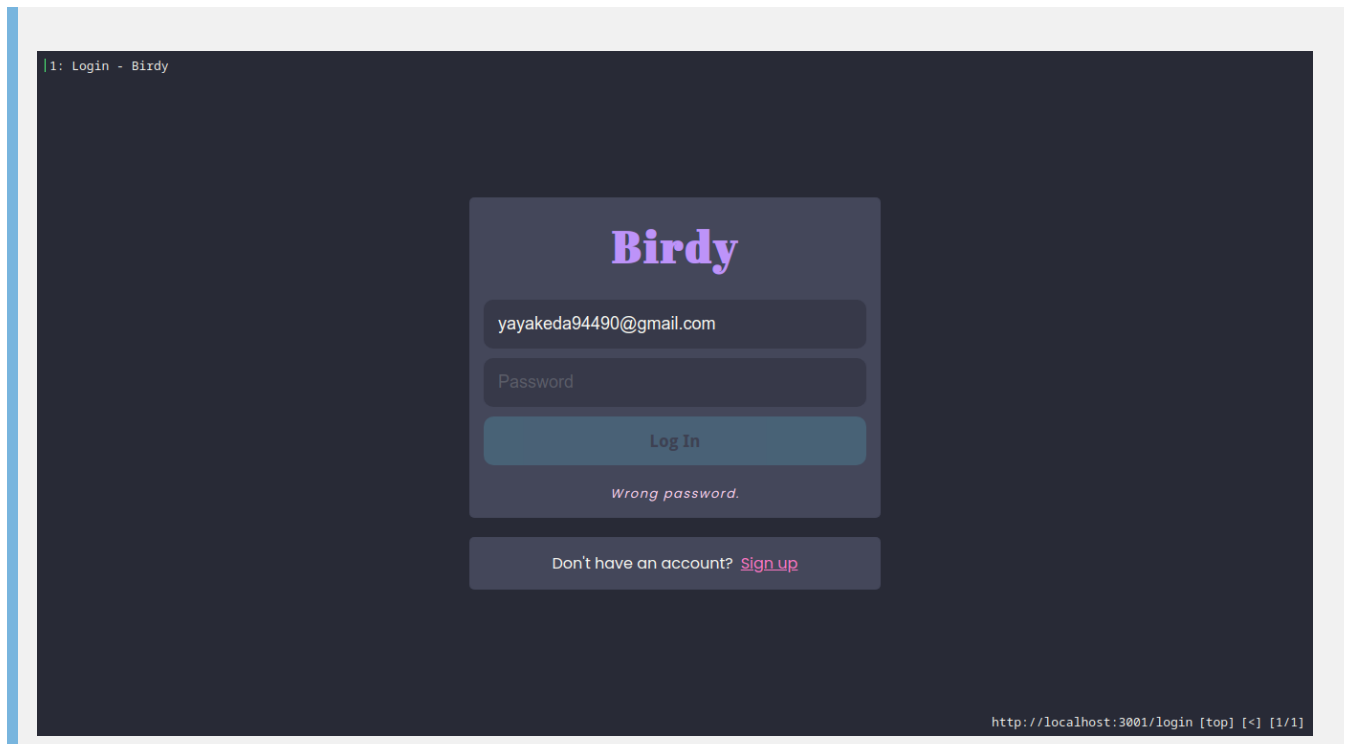 1: Login - Birdy
Birdy
yayakeda94490@gmail.com
Password
Log In
Wrong password.
Don't have an account? Sign up
http://localhost:3001/login [top] [<] [1/1]